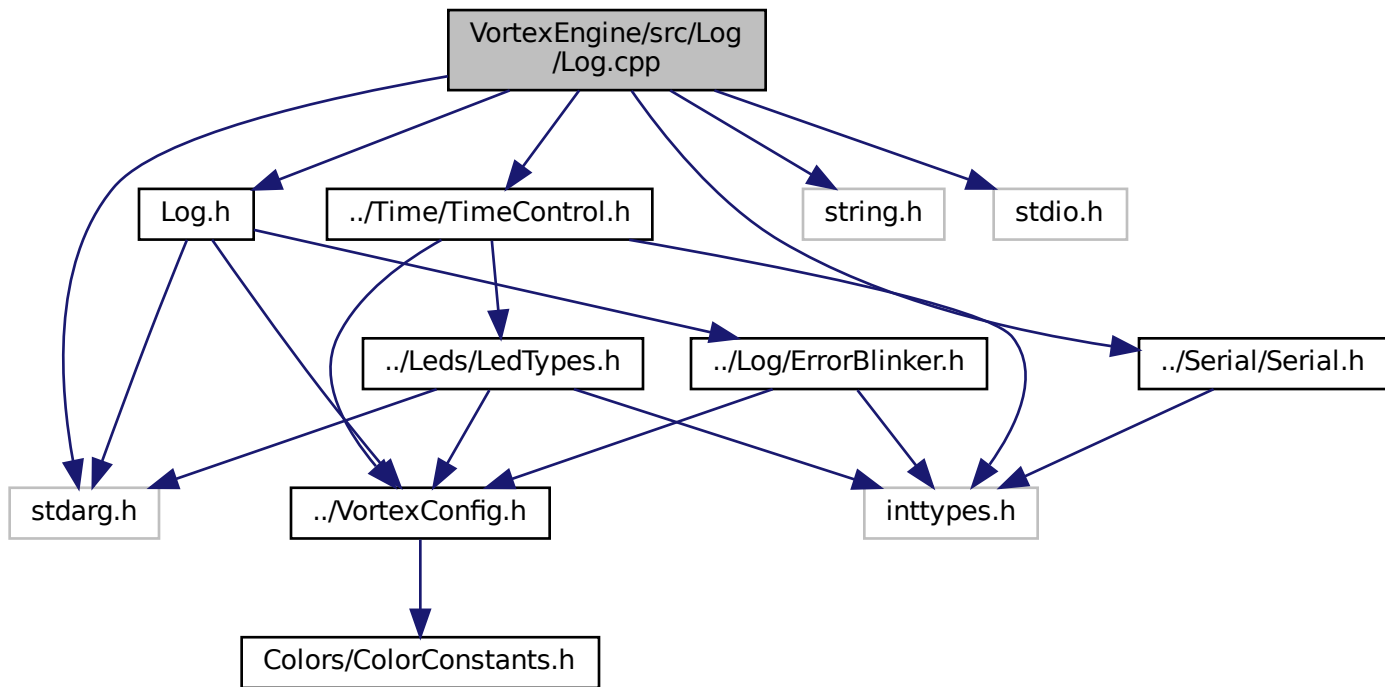 VortexEngine/src/Log
/Log.cpp
Log.h
../Time/TimeControl.h
string.h
stdio.h
../Leds/LedTypes.h
../Log/ErrorBlinker.h
../Serial/Serial.h
stdarg.h
../VortexConfig.h
inttypes.h
Colors/ColorConstants.h